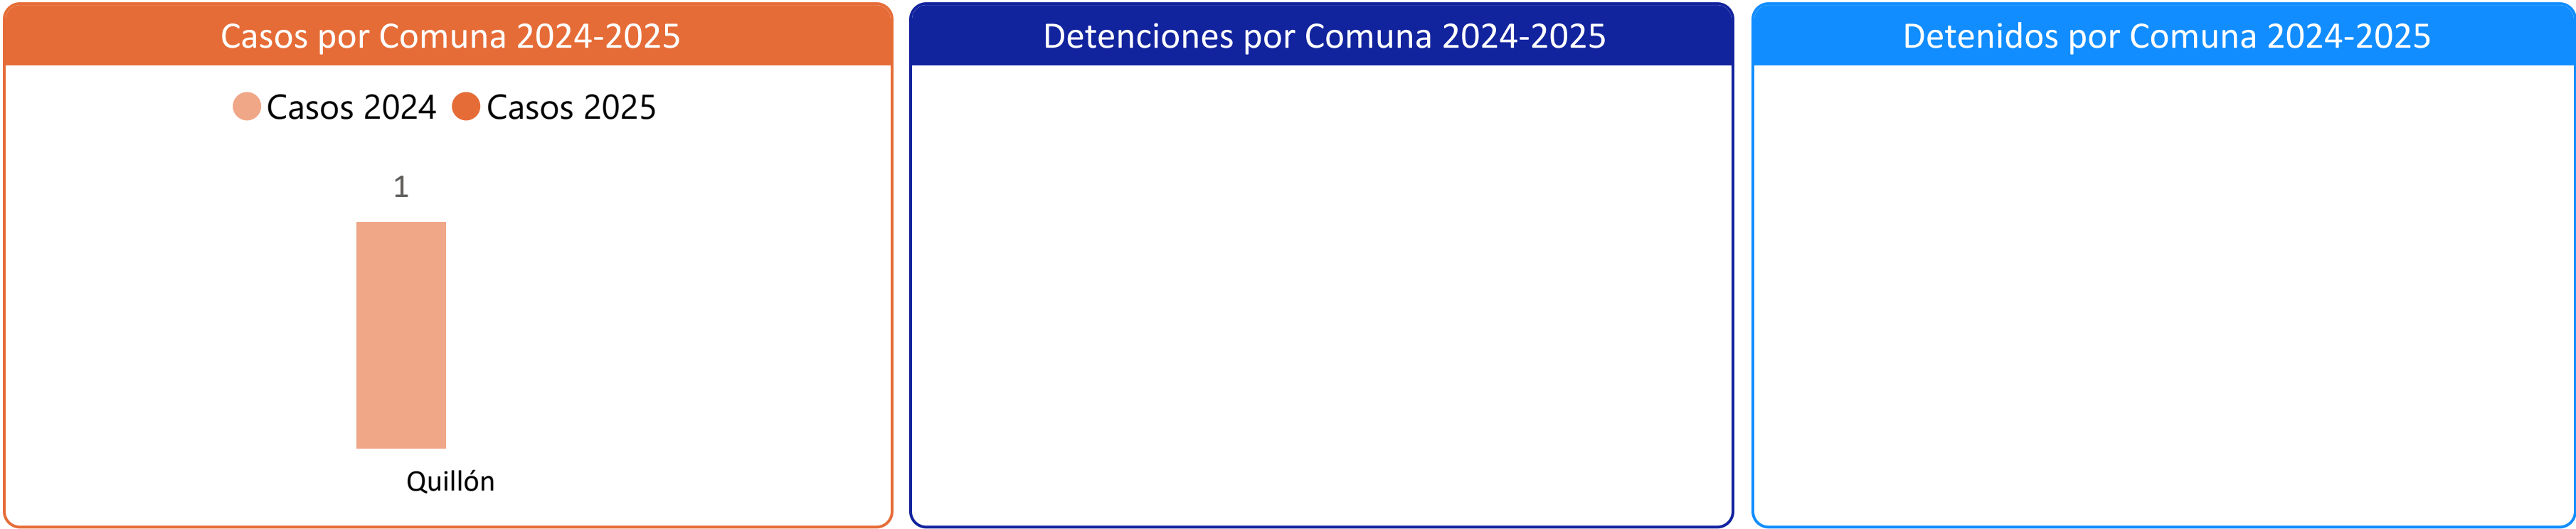 Casos por Comuna 2024-2025
Casos 2024 Casos 2025
1
Quillón
Detenciones por Comuna 2024-2025
Detenidos por Comuna 2024-2025